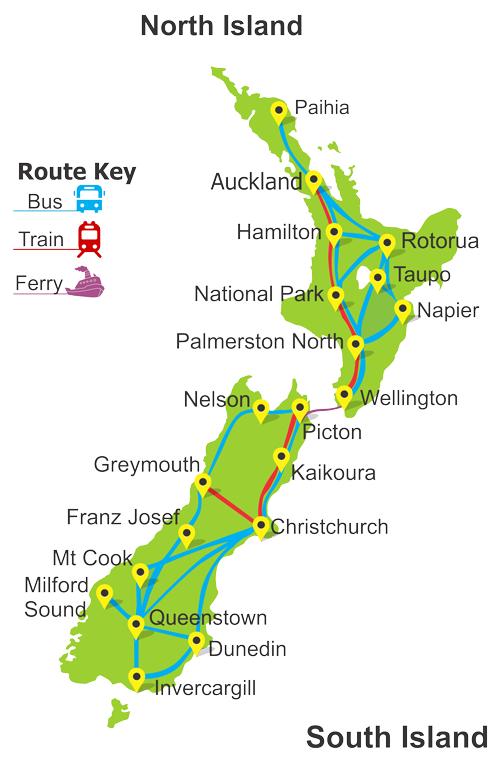 North Island
Paihia
Route Key
Bus
Train
Ferry
Auckland
Hamilton
Rotorua
Taupo
National Park
Napier
Palmerston North
Wellington
Nelson
Picton
Greymouth
Kaikoura
Franz Josef
Christchurch
Mt Cook
Milford
Sound
Queenstown
Dunedin
Invercargill
South Island